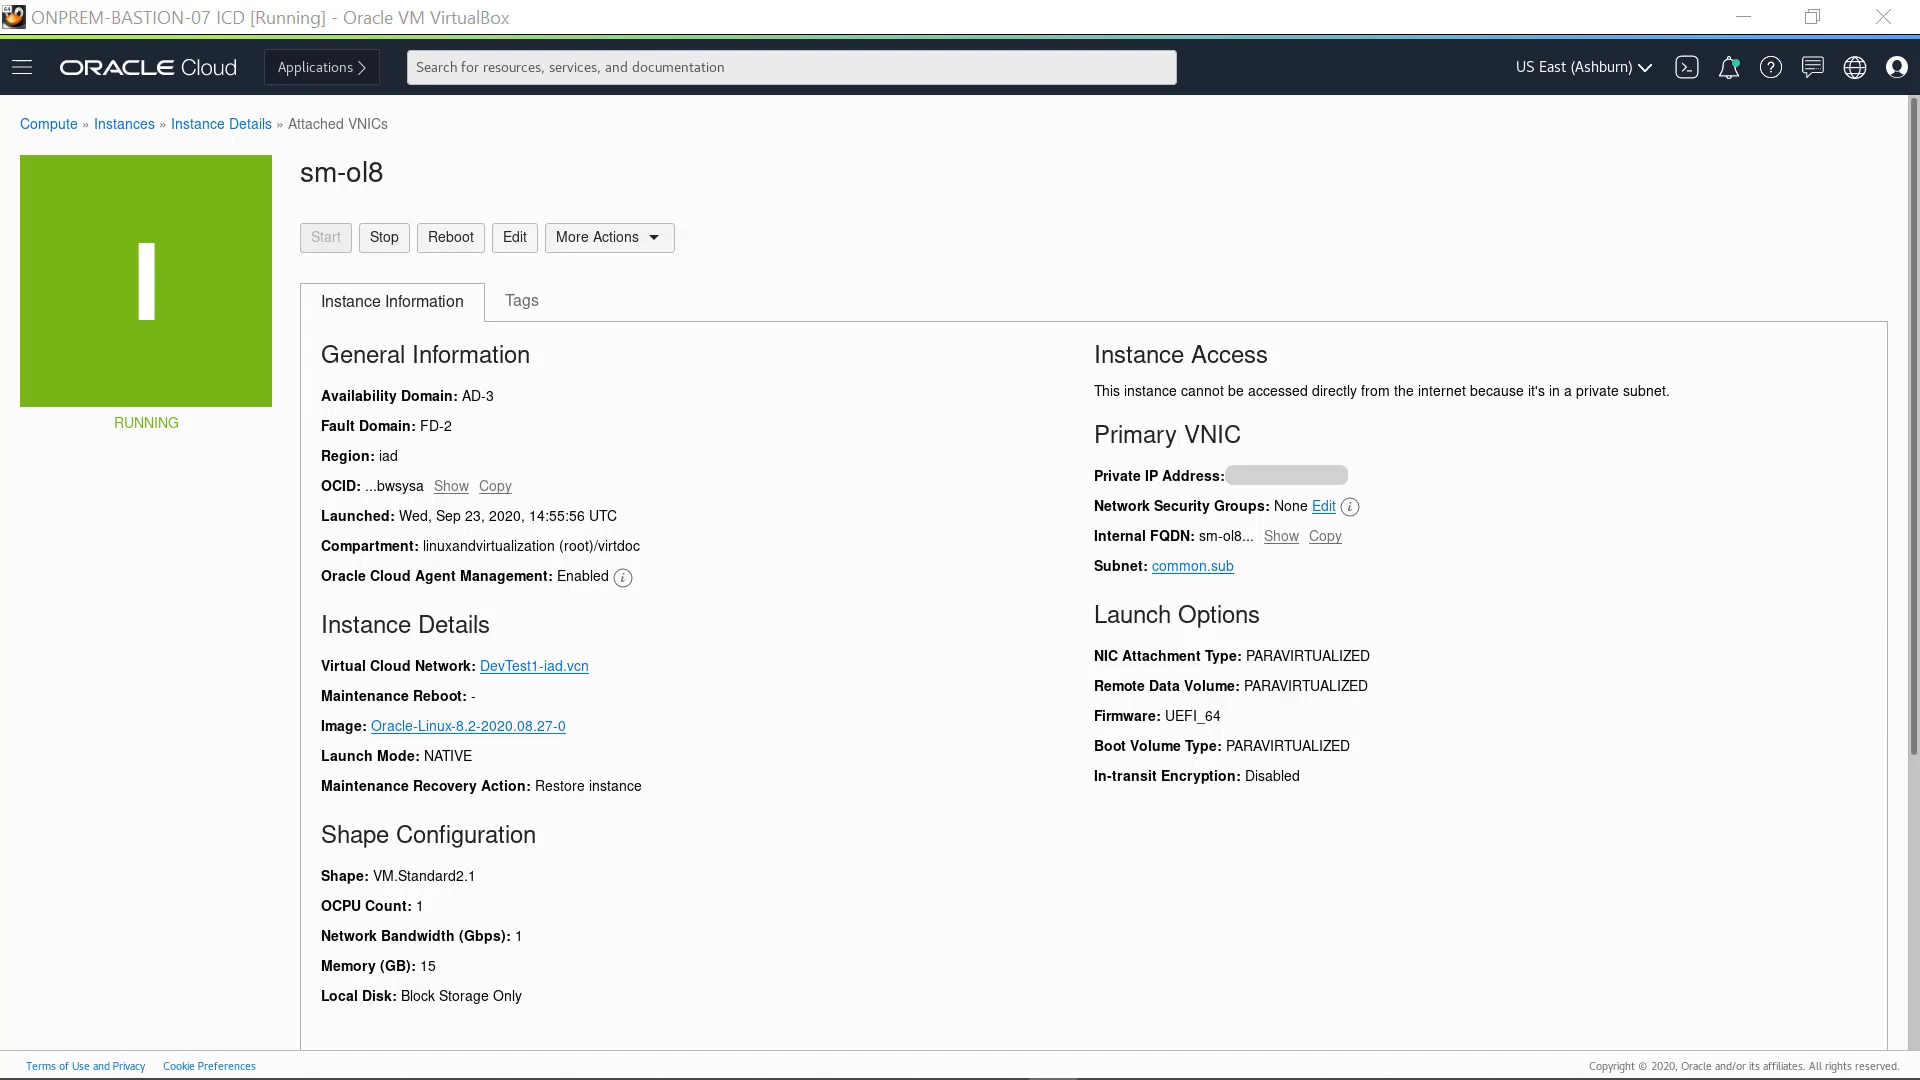 ONPREM-BASTION-07 ICD [Running] - Oracle VM VirtualBox
ORACLE Cloud
Applications
Search for resources, services, and documentation
US East (Ashburn)
Compute » Instances » Instance Details » Attached VNICs
I
RUNNING
sm-ol8
Start
Stop
Reboot
Edit
More Actions
Instance Information
Tags
General Information
Availability Domain: AD-3
Fault Domain: FD-2
Region: iad
OCID: ...bwsysa Show Copy
Launched: Wed, Sep 23, 2020, 14:55:56 UTC
Compartment: linuxandvirtualization (root)/virtdoc
Oracle Cloud Agent Management: Enabled
Instance Details
Virtual Cloud Network: DevTest1-iad.vcn
Maintenance Reboot: -
Image: Oracle-Linux-8.2-2020.08.27-0
Launch Mode: NATIVE
Maintenance Recovery Action: Restore instance
Shape Configuration
Shape: VM.Standard2.1
OCPU Count: 1
Network Bandwidth (Gbps): 1
Memory (GB): 15
Local Disk: Block Storage Only
Instance Access
This instance cannot be accessed directly from the internet because it's in a private subnet.
Primary VNIC
Private IP Address:
Network Security Groups: None Edit
Internal FQDN: sm-ol8... Show Copy
Subnet: common.sub
Launch Options
NIC Attachment Type: PARAVIRTUALIZED
Remote Data Volume: PARAVIRTUALIZED
Firmware: UEFI_64
Boot Volume Type: PARAVIRTUALIZED
In-transit Encryption: Disabled
Terms of Use and Privacy
Cookie Preferences
Copyright © 2020, Oracle and/or its affiliates. All rights reserved.